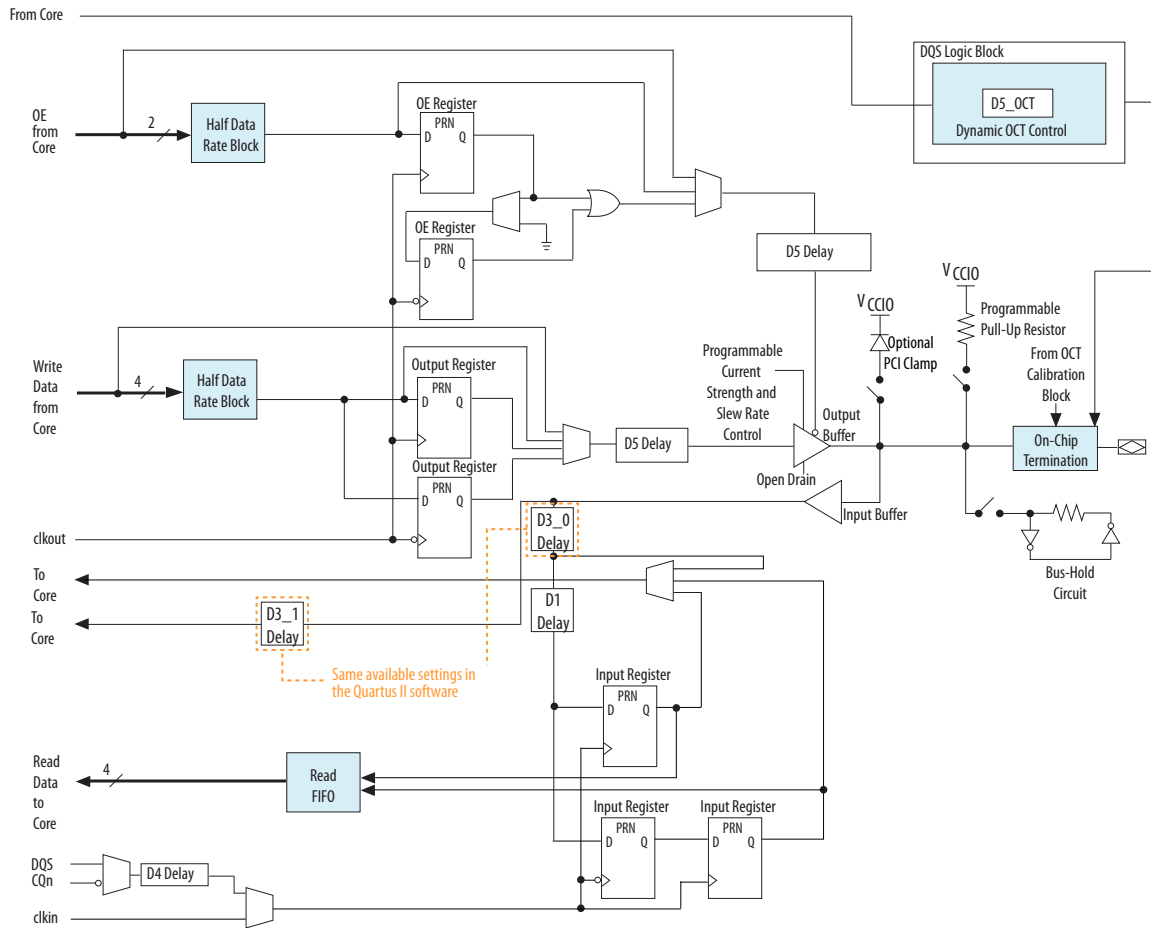 From Core
DQS Logic Block
D5_OCT
Dynamic OCT Control
OE
from
Core
2
Half Data
Rate Block
OE Register
PRN
D
Q
OE Register
PRN
D
Q
D5 Delay
V CCIO
V CCIO
Programmable
Pull-Up Resistor
Optional
PCI Clamp
From OCT
Calibration
Block
Write
Data
from
Core
4
Half Data
Rate Block
Output Register
PRN
D
Q
Output Register
PRN
D
Q
D5 Delay
Programmable
Current
Strength and
Slew Rate
Control
Output
Buffer
Open Drain
Input Buffer
On-Chip
Termination
Bus-Hold
Circuit
clkout
D3_0
Delay
To
Core
D1
Delay
To
Core
D3_1
Delay
Same available settings in
the Quartus II software
Input Register
PRN
D
Q
Read
Data
to
Core
4
Read
FIFO
Input Register
PRN
D
Q
Input Register
PRN
D
Q
DQS
CQn
D4 Delay
clkin